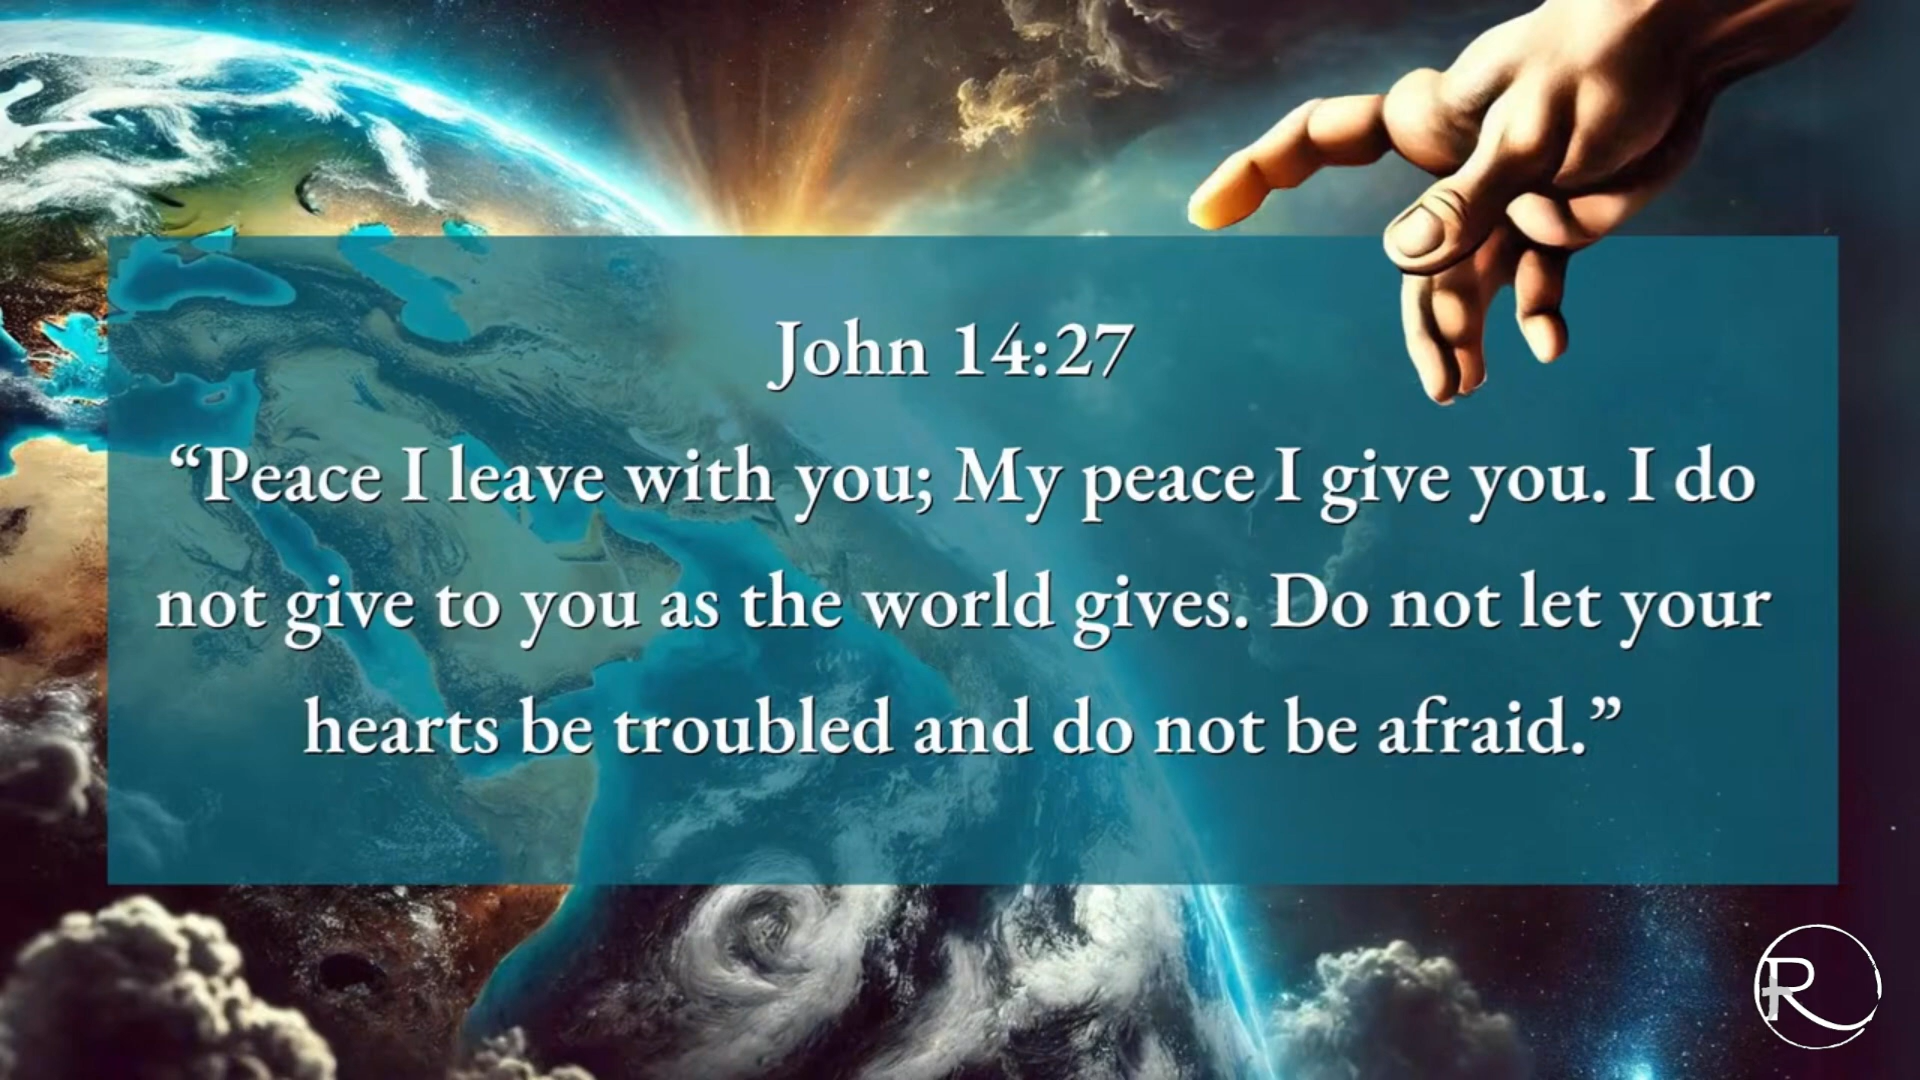 John 14:27
“Peace I leave with you; My peace I give you. I do
not give to you as the world gives. Do not let your
hearts be troubled and do not be afraid.”
R